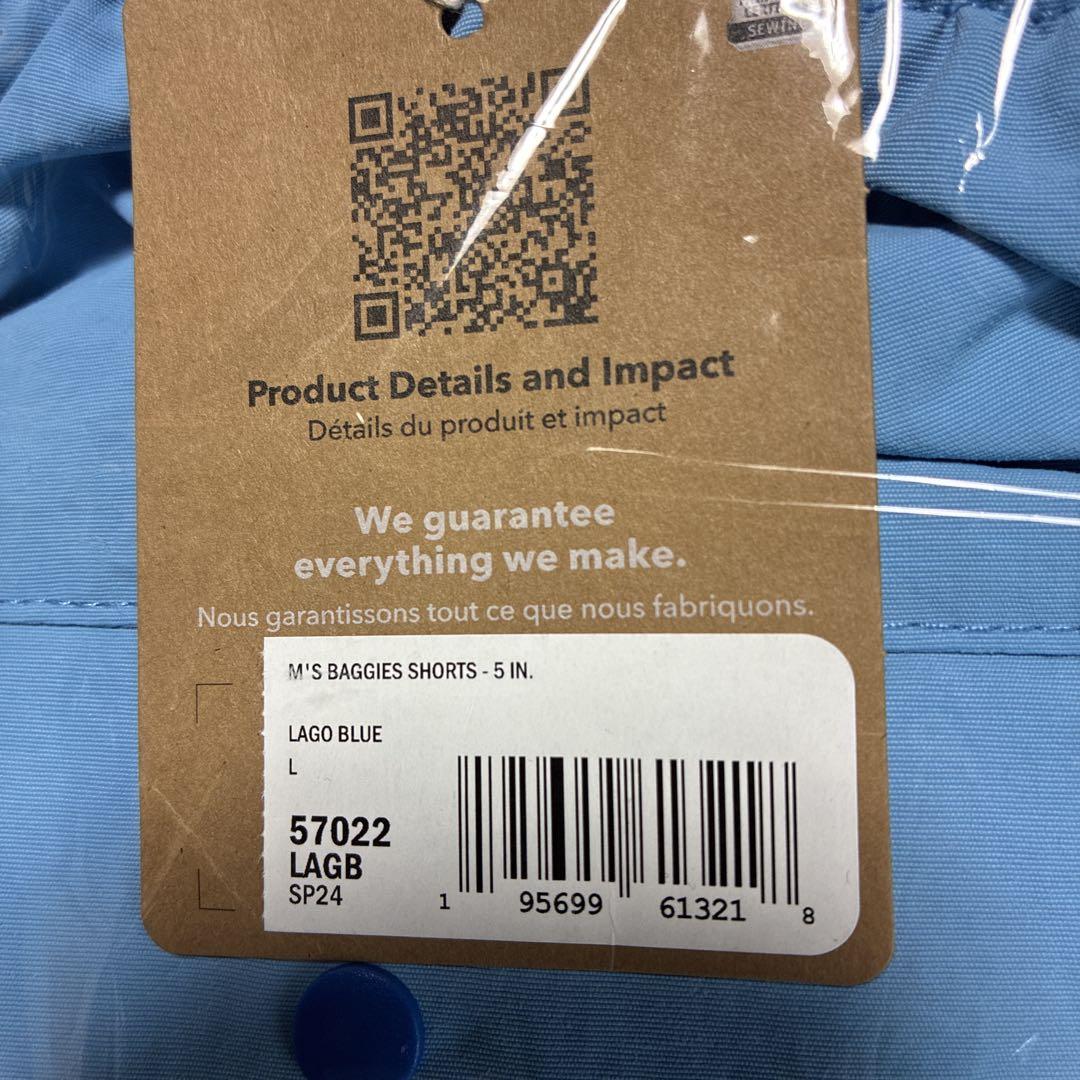 SEWING
Product Details and Impact
Détails du produit et impact
We guarantee
everything we make.
Nous garantissons tout ce que nous fabriquons.
M'S BAGGIES SHORTS - 5 IN.
LAGO BLUE
L
57022
LAGB
SP24
1 95699 61321 8